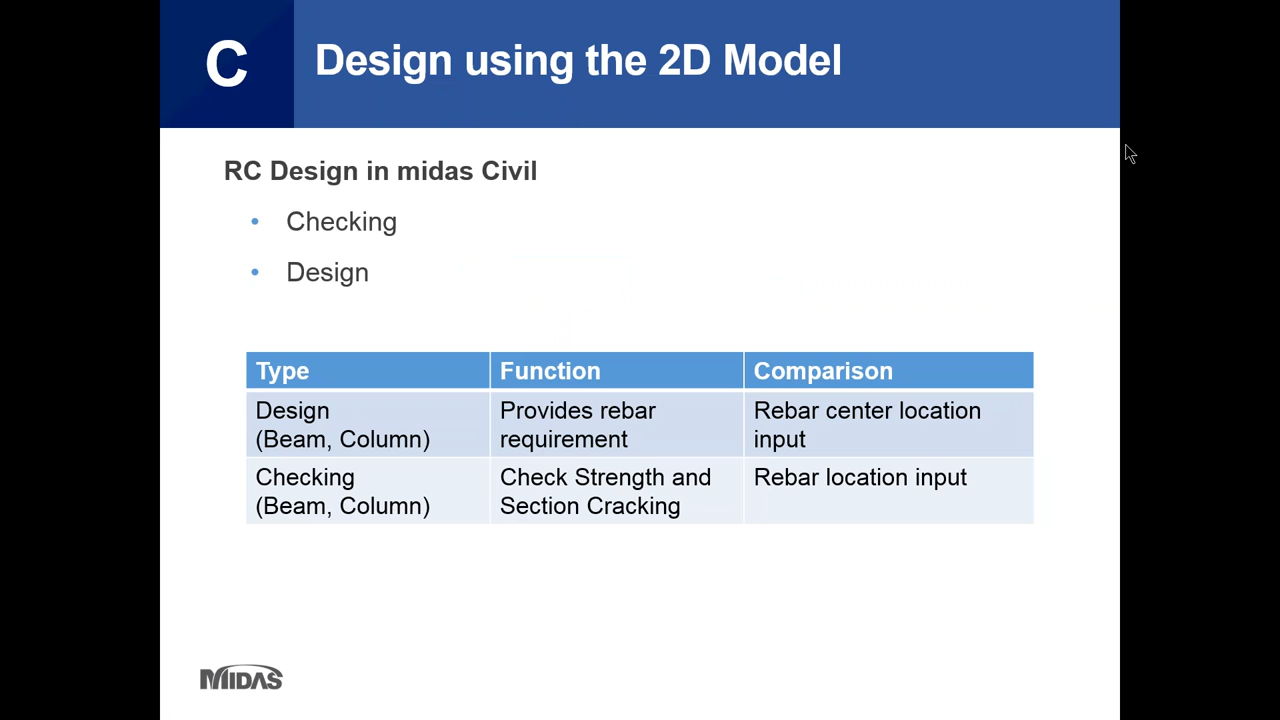 C
Design using the 2D Model
RC Design in midas Civil
• Checking
• Design
Type Function Comparison
Design
(Beam, Column)
Provides rebar
requirement
Rebar center location
input
Checking
(Beam, Column)
Check Strength and
Section Cracking
Rebar location input
MIDAS